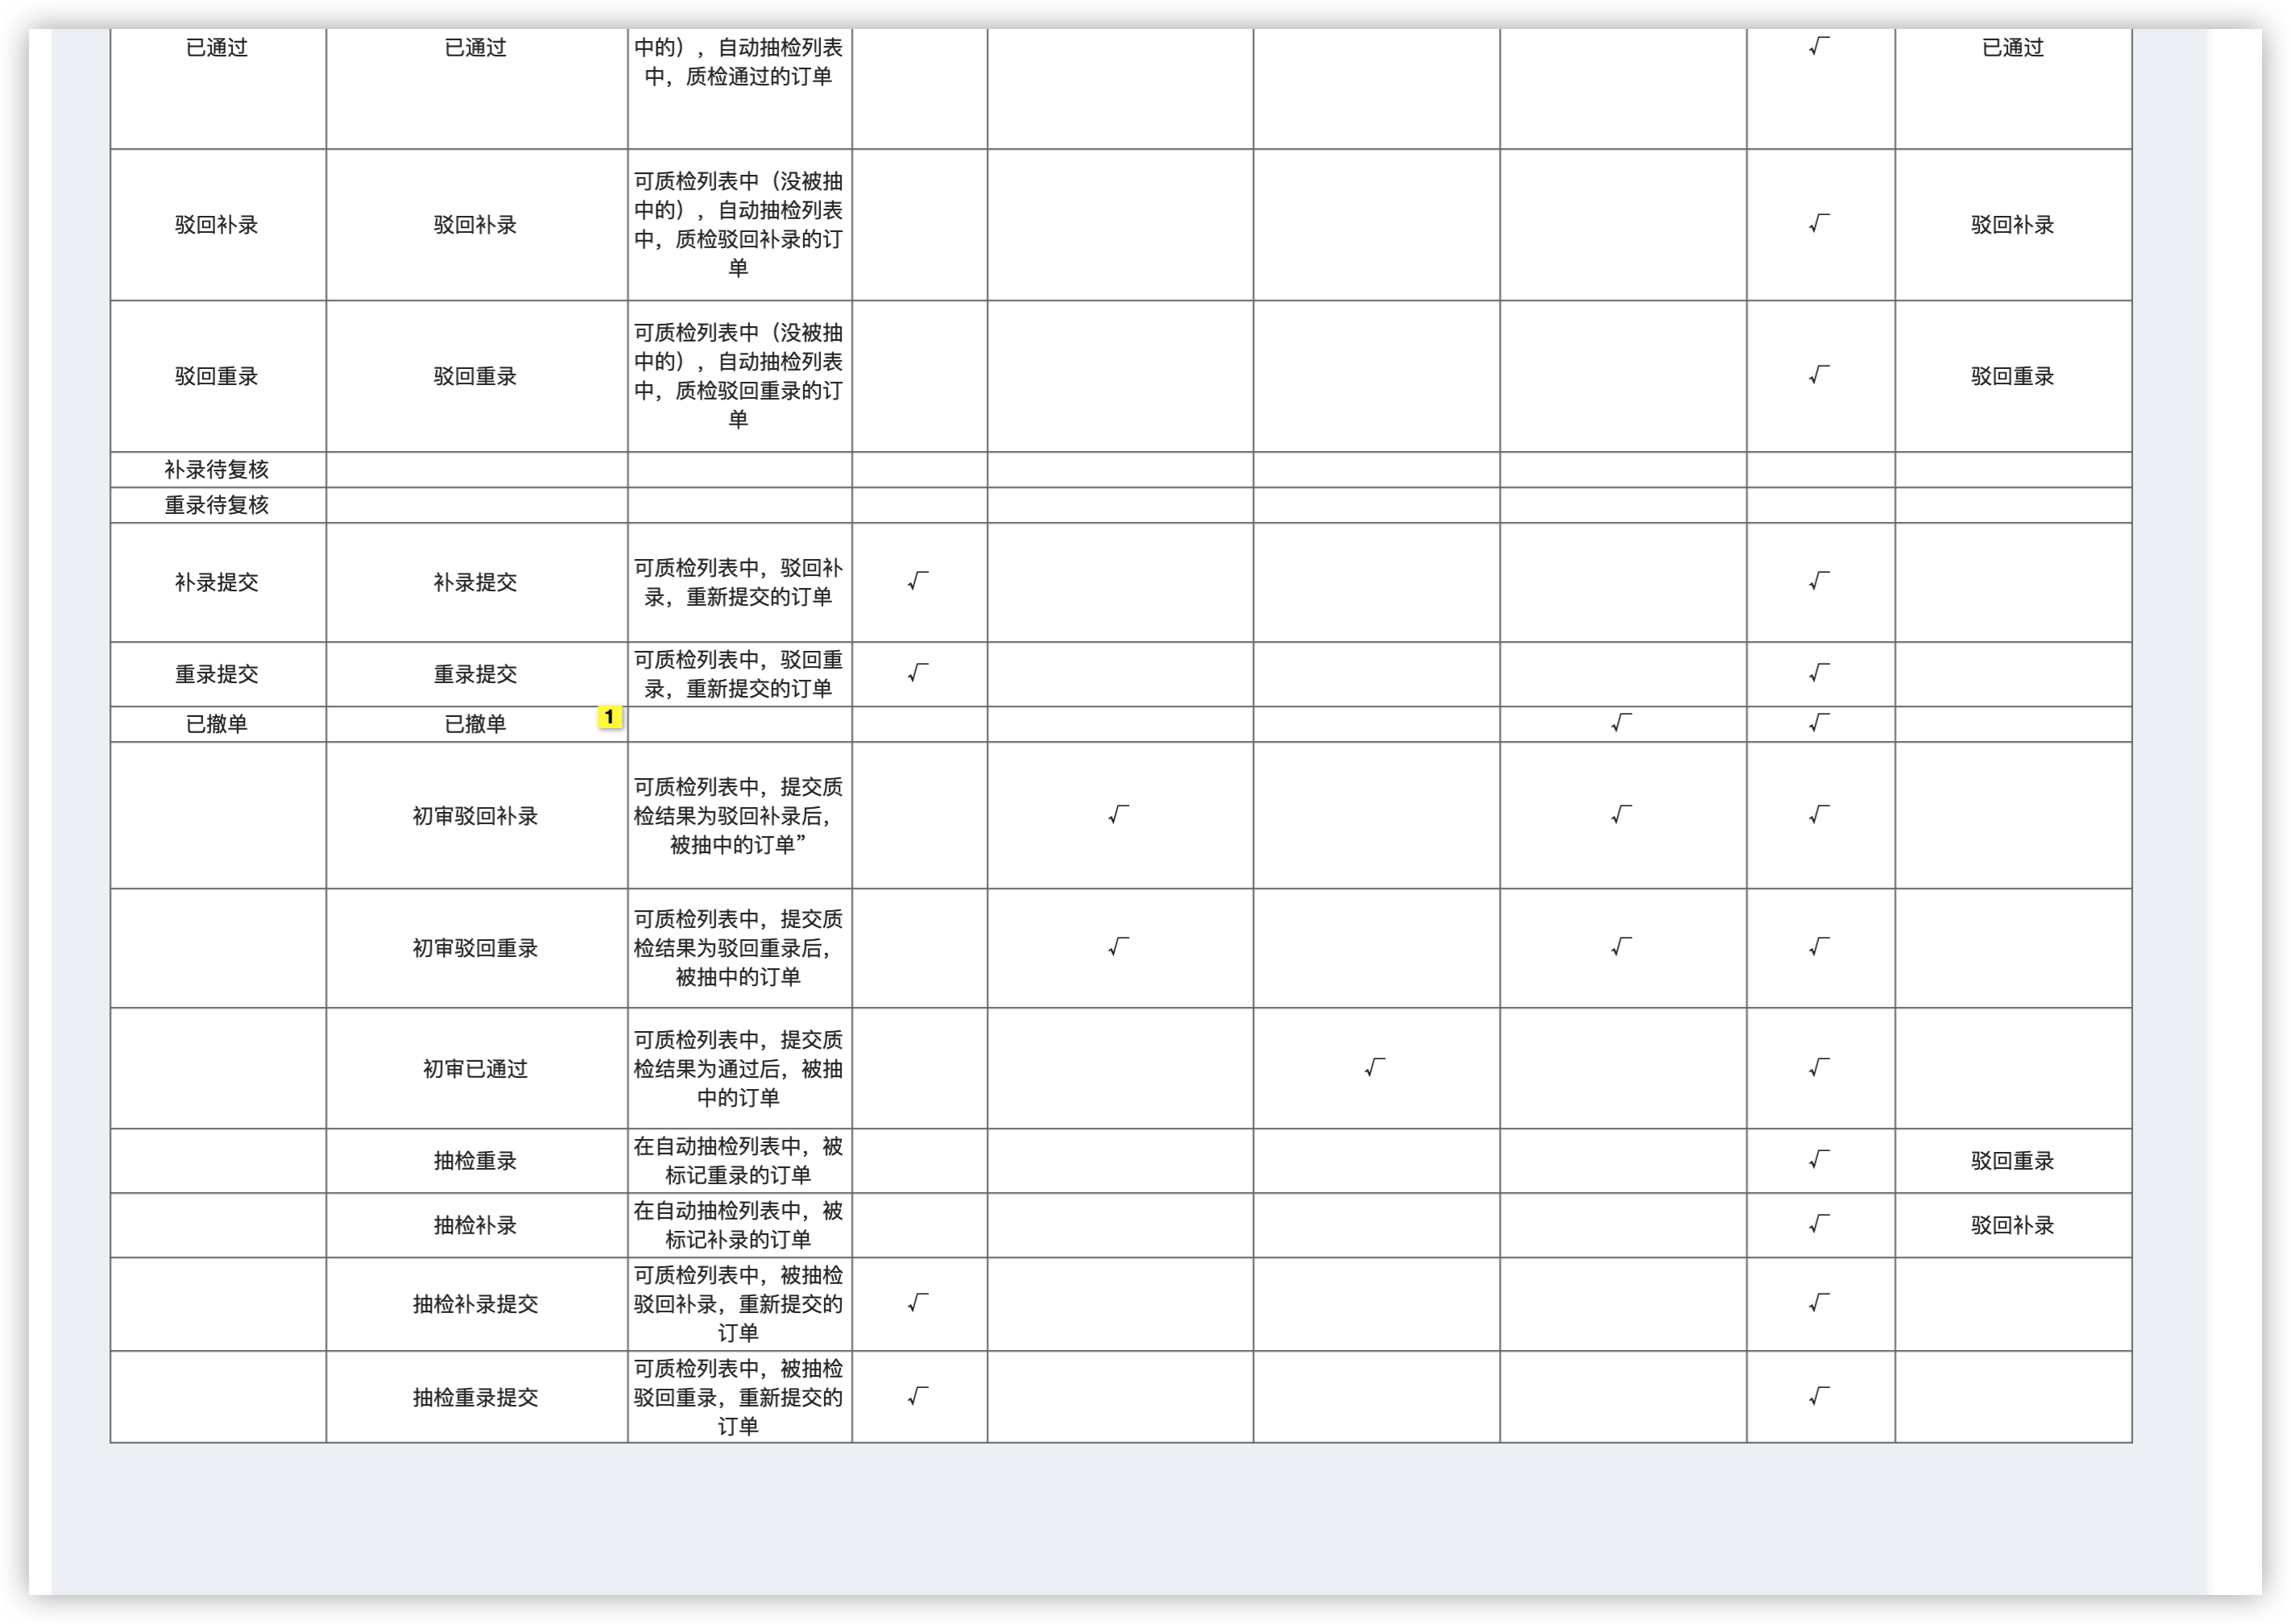 已通过
已通过
中的），自动抽检列表
中，质检通过的订单
√
已通过
驳回补录
驳回补录
可质检列表中（没被抽
中的），自动抽检列表
中，质检驳回补录的订
单
√
驳回补录
驳回重录
驳回重录
可质检列表中（没被抽
中的），自动抽检列表
中，质检驳回重录的订
单
√
驳回重录
补录待复核
重录待复核
补录提交
补录提交
可质检列表中，驳回补
录，重新提交的订单
√
√
重录提交
重录提交
可质检列表中，驳回重
录，重新提交的订单
√
√
已撤单
已撤单
1
√
√
初审驳回补录
可质检列表中，提交质
检结果为驳回补录后，
被抽中的订单”
√
√
√
初审驳回重录
可质检列表中，提交质
检结果为驳回重录后，
被抽中的订单
√
√
√
初审已通过
可质检列表中，提交质
检结果为通过后，被抽
中的订单
√
√
抽检重录
在自动抽检列表中，被
标记重录的订单
√
驳回重录
抽检补录
在自动抽检列表中，被
标记补录的订单
√
驳回补录
抽检补录提交
可质检列表中，被抽检
驳回补录，重新提交的
订单
√
√
抽检重录提交
可质检列表中，被抽检
驳回重录，重新提交的
订单
√
√